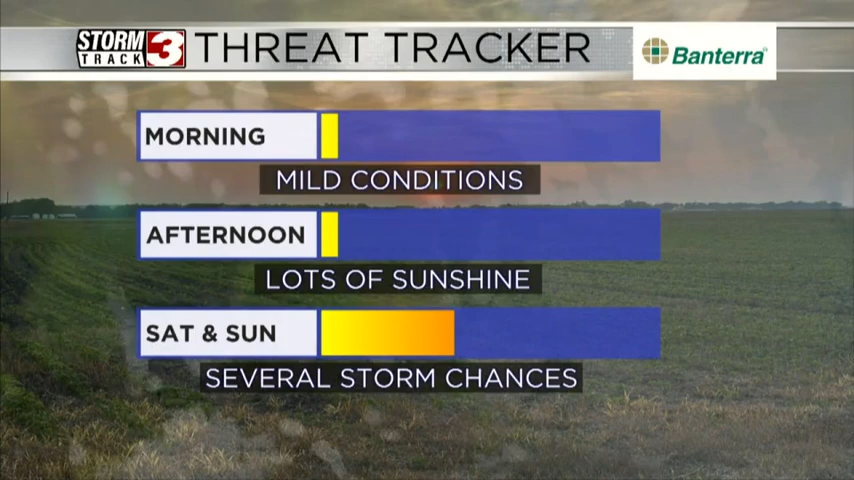 STORM TRACK 3 THREAT TRACKER
Banterra
MORNING
MILD CONDITIONS
AFTERNOON
LOTS OF SUNSHINE
SAT & SUN
SEVERAL STORM CHANCES